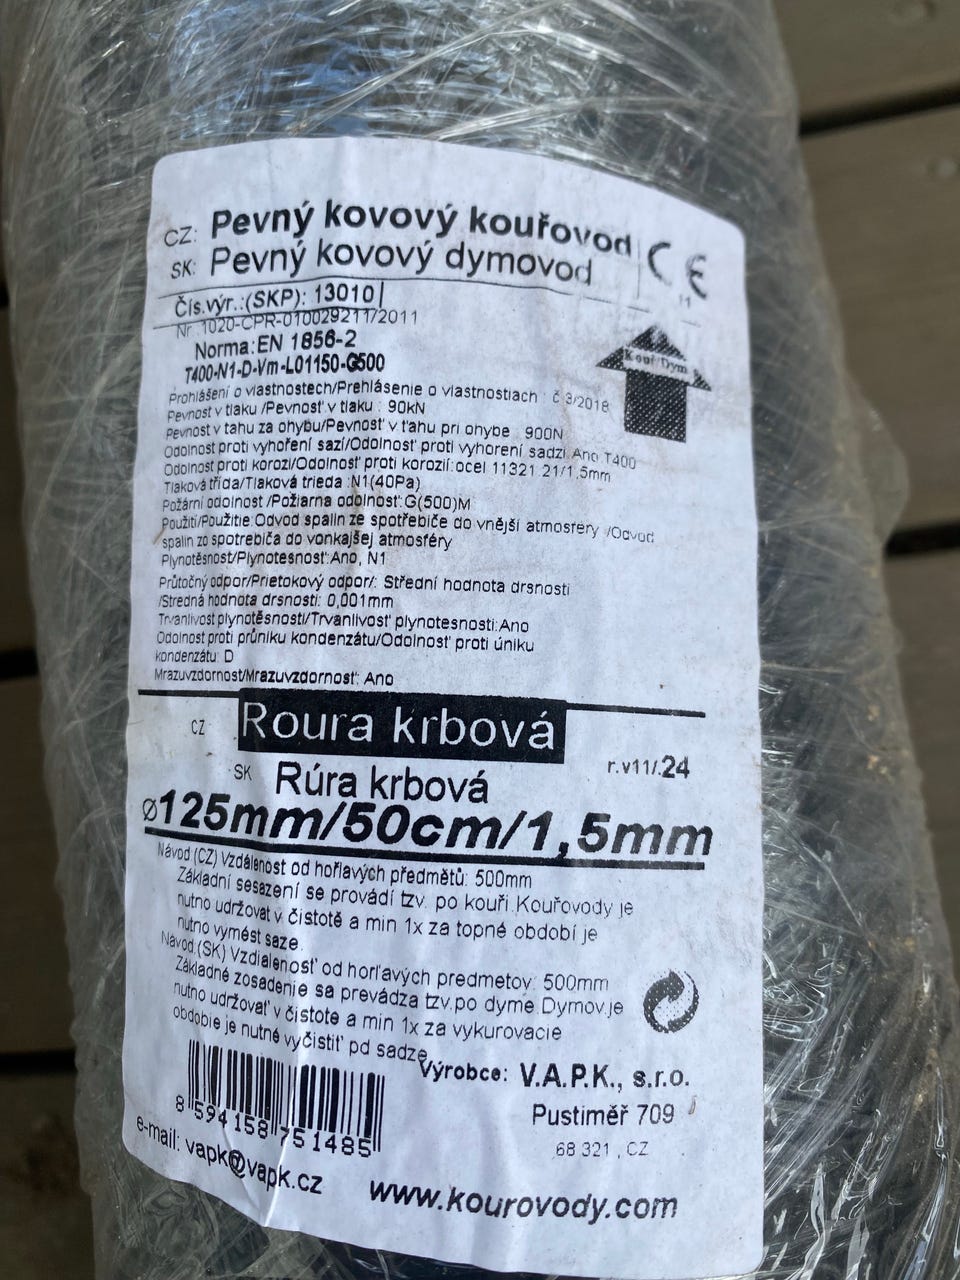 CZ: Pevný kovový kouřovod CE
SK: Pevný kovový dymovod
11
Čís.výr.:(SKP): 13010
Nr :1020-CPR-010029211/2011
Norma:EN 1856-2
T400-N1-D-Vm-L01150-G500
Kouř/Dym
Prohlášení o vlastnostech/Prehlásenie o vlastnostiach : č 3/2018
Pevnost v tlaku /Pevnosť v tlaku : 90kN
Pevnost v tahu za ohybu/Pevnosť v ťahu pri ohybe : 900N
Odolnost proti vyhoření sazí/Odolnosť proti vyhorení sadzí Ano T400
Odolnost proti korozi/Odolnosť proti korozií:ocel 11321.21/1,5mm
Tlaková třída/Tlaková trieda :N1(40Pa)
Požární odolnost /Požiarna odolnosť:G(500)M
Použití/Použitie:Odvod spalin ze spotřebiče do vnější atmosféry /Odvod
spalin zo spotrebiča do vonkajšej atmosféry
Plynotěsnost/Plynotesnosť:Ano, N1
Průtočný odpor/Prietokový odpor/: Střední hodnota drsnosti
/Stredná hodnota drsnosti: 0,001mm
Trvanlivost plynotěsnosti/Trvanlivosť plynotesnosti:Ano
Odolnost proti průniku kondenzátu/Odolnosť proti úniku
kondenzátu: D
Mrazuvzdornost/Mrazuvzdornosť: Ano
CZ Roura krbová
SK Rúra krbová
r.v11/.24
⌀125mm/50cm/1,5mm
Návod (CZ) Vzdálenost od hořlavých předmětů: 500mm
Základní sesazení se provádí tzv. po kouři.Kouřovody je
nutno udržovat v čistotě a min 1x za topné období je
nutno vymést saze.
Návod (SK) Vzdialenosť od horľavých predmetov: 500mm
Základné zosadenie sa prevádza tzv.po dyme.Dymov.je
nutno udržovať v čistote a min 1x za vykurovacie
obdobie je nutné vyčistiť pd sadze.
Výrobce: V.A.P.K., s.r.o.
Pustiměř 709
68 321 , CZ
8 594158 751485
e-mail: vapk@vapk.cz
www.kourovody.com